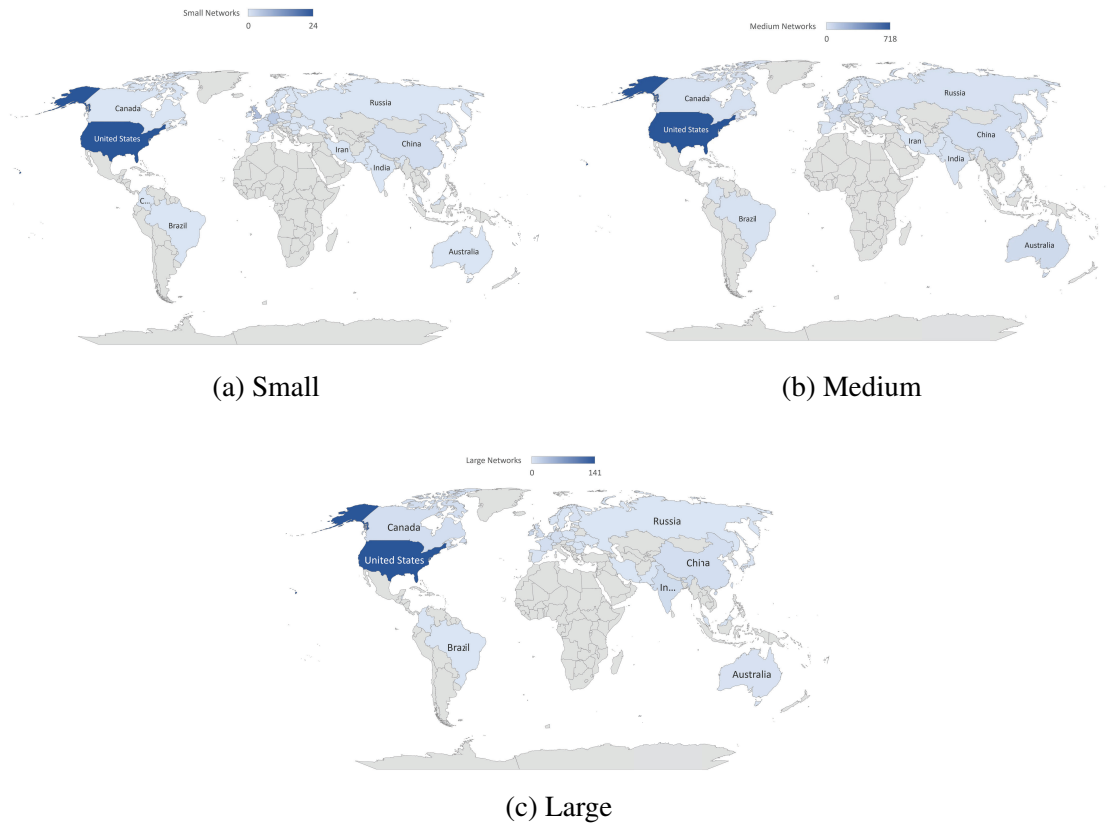 Small Networks
0 24
Canada
United States
Russia
China
Iran
India
C...
Brazil
Australia
(a) Small
Medium Networks
0 718
Canada
United States
Russia
China
Iran
India
Brazil
Australia
(b) Medium
Large Networks
0 141
Canada
United States
Russia
China
In...
Brazil
Australia
(c) Large